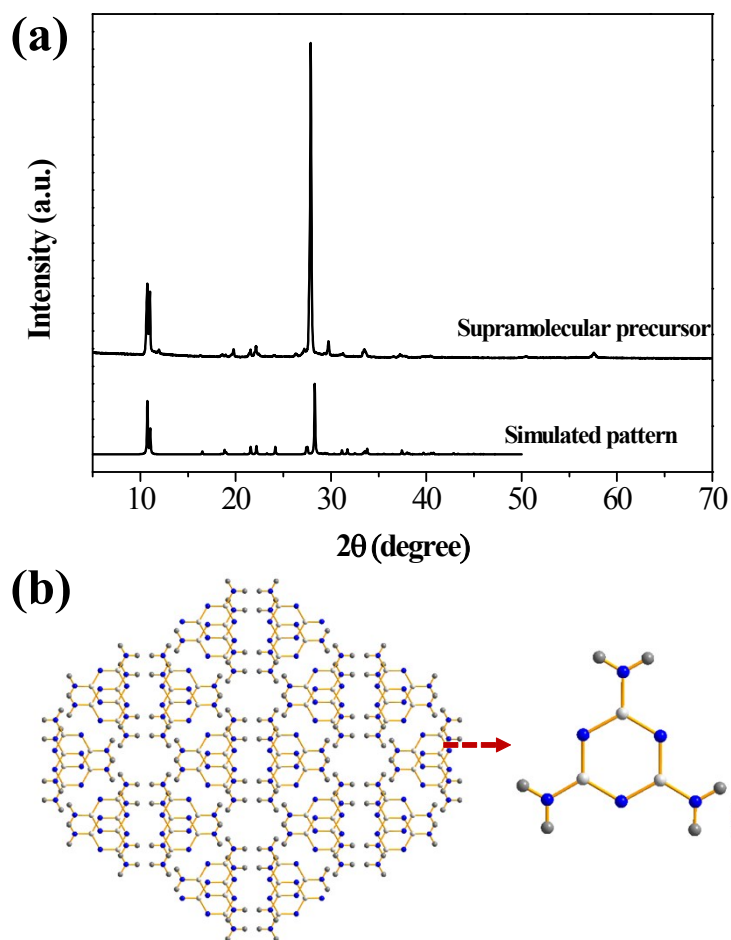 (a)
Intensity (a.u.)
Supramolecular precursor
Simulated pattern
10 20 30 40 50 60 70
2θ (degree)
(b)